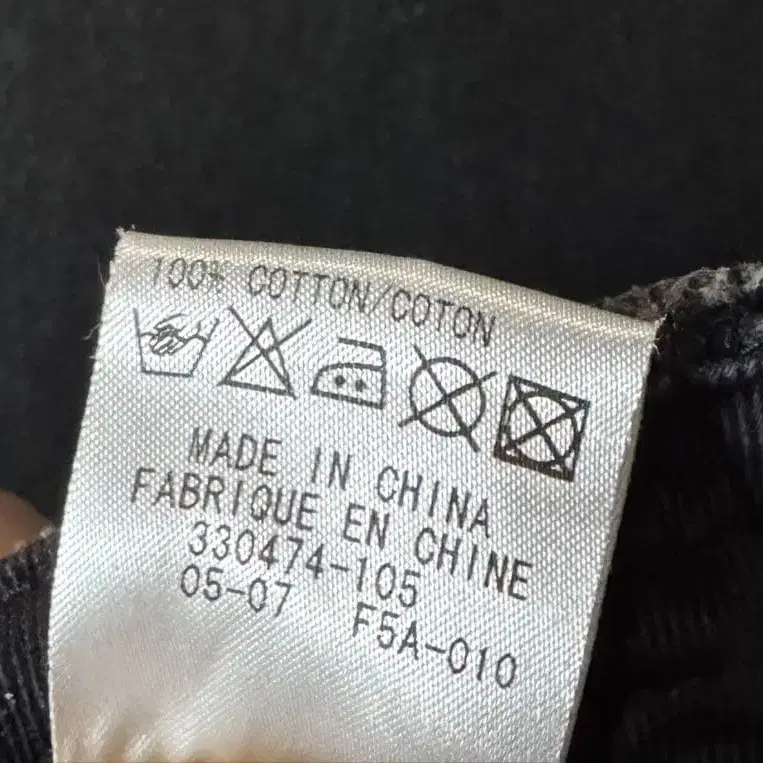 100% COTTON/COTON
MADE IN CHINA
FABRIQUE EN CHINE
330474-105
05-07 F5A-010